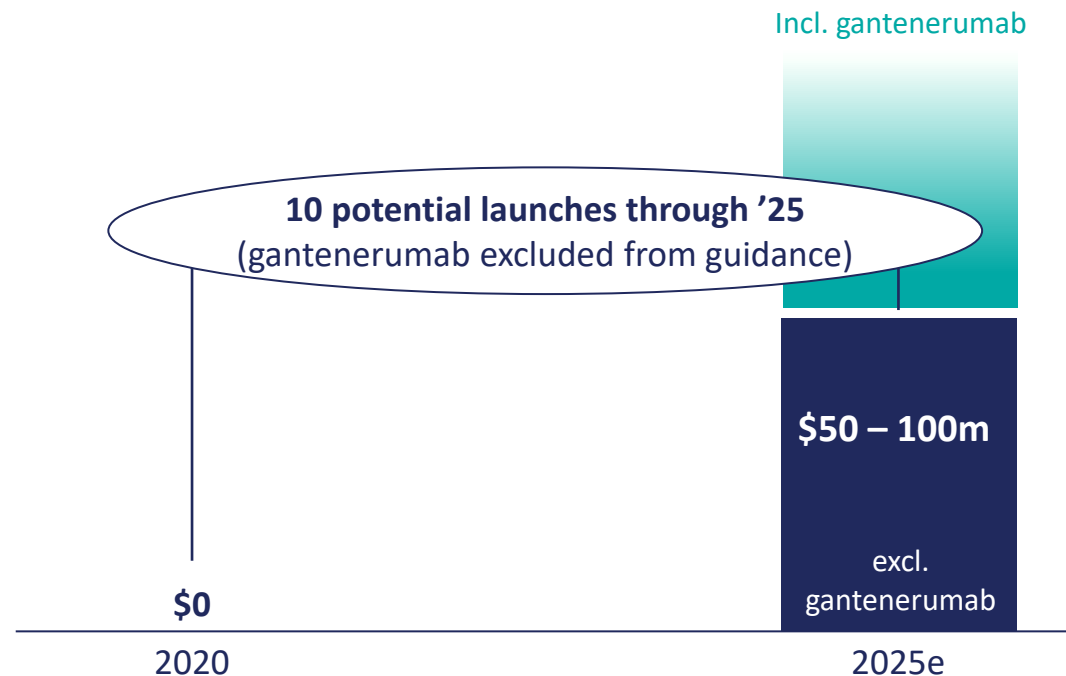 Incl. gantenerumab
10 potential launches through ’25
(gantenerumab excluded from guidance)
$50 – 100m
excl.
gantenerumab
$0
2020
2025e